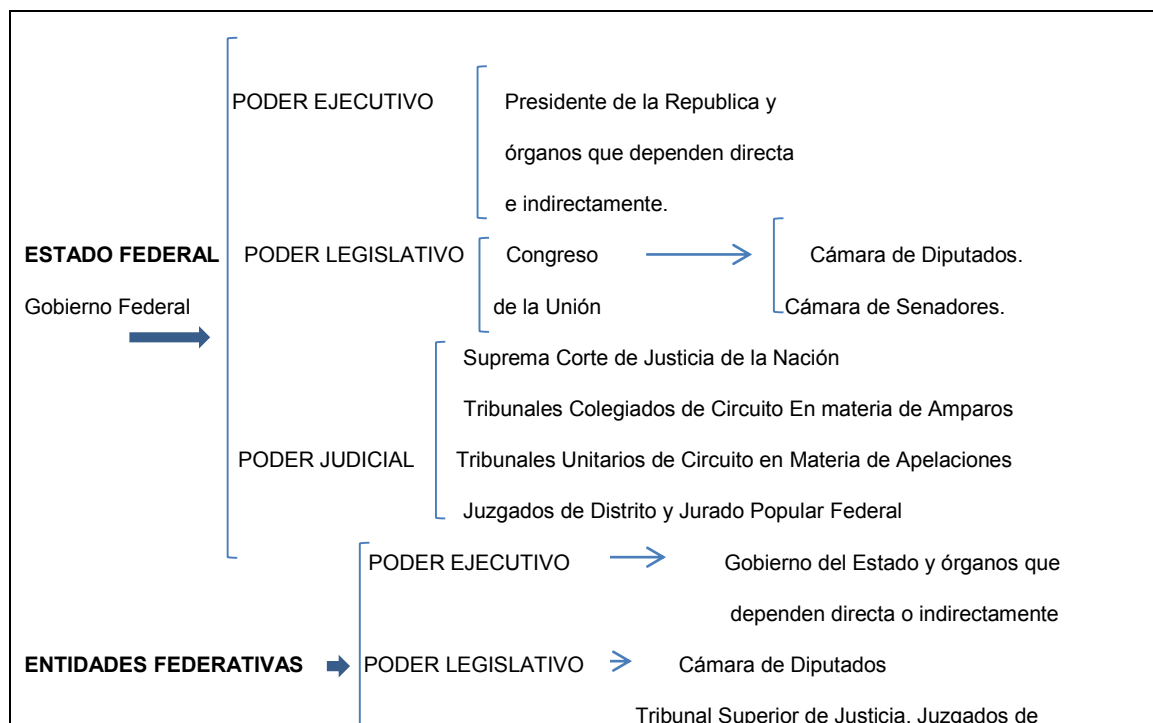 PODER EJECUTIVO
Presidente de la Republica y
órganos que dependen directa
e indirectamente.
ESTADO FEDERAL
Gobierno Federal
PODER LEGISLATIVO
Congreso
de la Unión
Cámara de Diputados.
Cámara de Senadores.
PODER JUDICIAL
Suprema Corte de Justicia de la Nación
Tribunales Colegiados de Circuito En materia de Amparos
Tribunales Unitarios de Circuito en Materia de Apelaciones
Juzgados de Distrito y Jurado Popular Federal
PODER EJECUTIVO
Gobierno del Estado y órganos que
dependen directa o indirectamente
ENTIDADES FEDERATIVAS
PODER LEGISLATIVO
Cámara de Diputados
Tribunal Superior de Justicia, Juzgados de